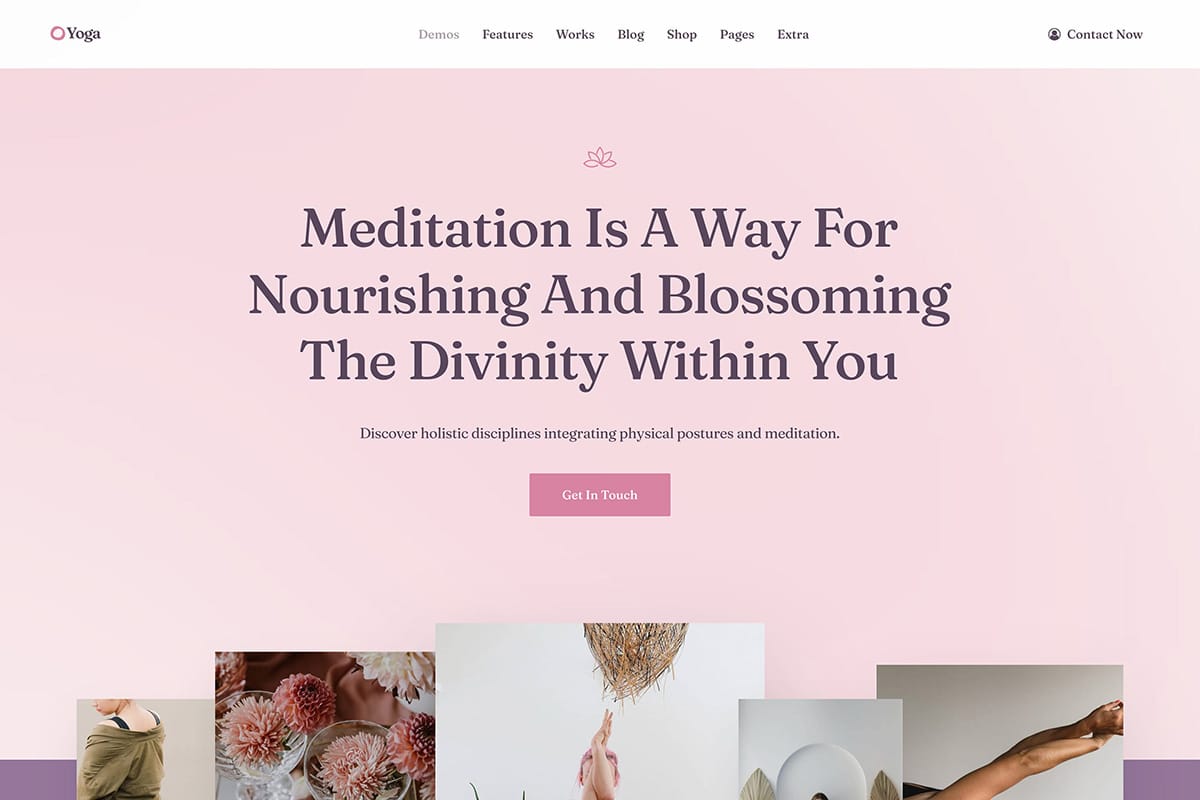 Yoga
Demos Features Works Blog Shop Pages Extra
Contact Now
Meditation Is A Way For
Nourishing And Blossoming
The Divinity Within You
Discover holistic disciplines integrating physical postures and meditation.
Get In Touch